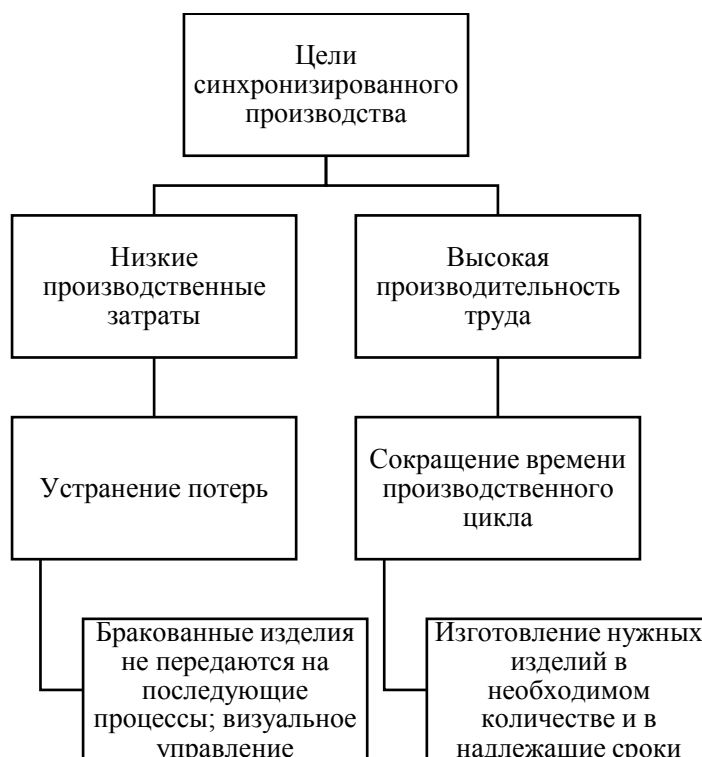 Цели
синхронизированного
производства
Низкие
производственные
затраты
Высокая
производительность
труда
Устранение потерь
Сокращение времени
производственного
цикла
Бракованные изделия
не передаются на
последующие
процессы; визуальное
управление
Изготовление нужных
изделий в
необходимом
количестве и в
надлежащие сроки